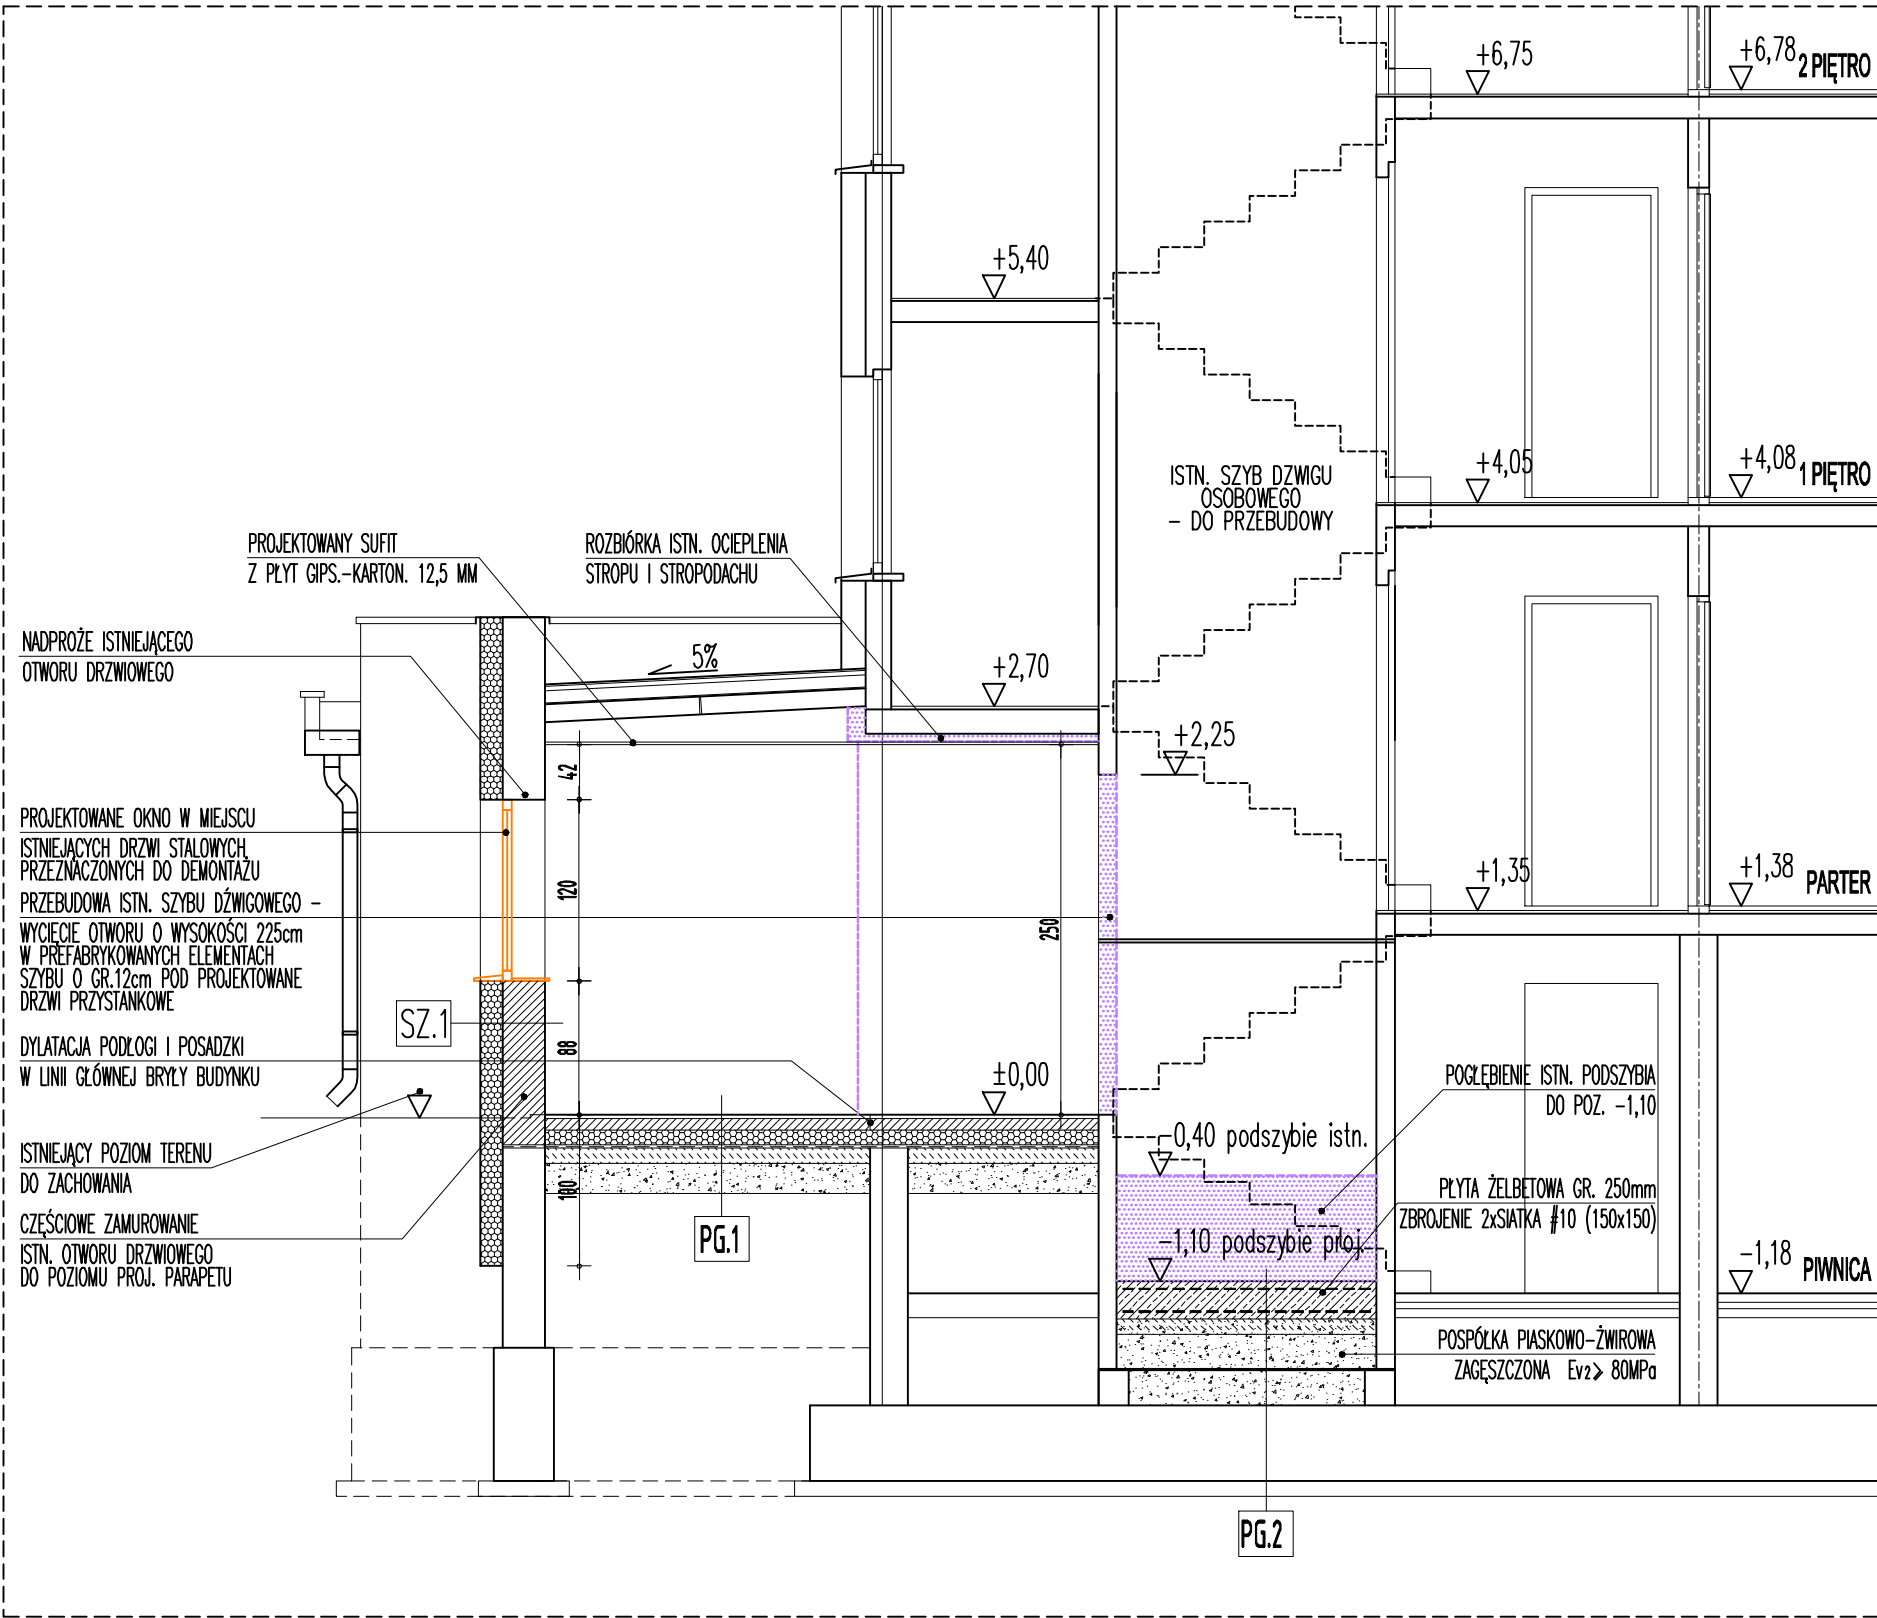 +6,75
+6,78
2 PIĘTRO
+5,40
ISTN. SZYB DZWIGU
OSOBOWEGO
- DO PRZEBUDOWY
+4,05
+4,08
1 PIĘTRO
PROJEKTOWANY SUFIT
Z PŁYT GIPS.-KARTON. 12,5 MM
ROZBIÓRKA ISTN. OCIEPLENIA
STROPU I STROPODACHU
NADPROŻE ISTNIEJĄCEGO
OTWORU DRZWIOWEGO
5%
+2,70
+2,25
42
PROJEKTOWANE OKNO W MIEJSCU
ISTNIEJĄCYCH DRZWI STALOWYCH,
PRZEZNACZONYCH DO DEMONTAŻU
PRZEBUDOWA ISTN. SZYBU DŹWIGOWEGO -
WYCIĘCIE OTWORU O WYSOKOŚCI 225cm
W PREFABRYKOWANYCH ELEMENTACH
SZYBU O GR.12cm POD PROJEKTOWANE
DRZWI PRZYSTANKOWE
120
250
+1,35
+1,38
PARTER
SZ.1
88
DYLATACJA PODŁOGI I POSADZKI
W LINII GŁÓWNEJ BRYŁY BUDYNKU
±0,00
POGŁĘBIENIE ISTN. PODSZYBIA
DO POZ. -1,10
ISTNIEJĄCY POZIOM TERENU
DO ZACHOWANIA
-0,40 podszybie istn.
100
PŁYTA ŻELBETOWA GR. 250mm
ZBROJENIE 2xSIATKA #10 (150x150)
CZĘŚCIOWE ZAMUROWANIE
ISTN. OTWORU DRZWIOWEGO
DO POZIOMU PROJ. PARAPETU
PG.1
-1,10 podszybie proj.
-1,18
PIWNICA
POSPÓŁKA PIASKOWO-ŻWIROWA
ZAGĘSZCZONA Ev2≥ 80MPa
PG.2